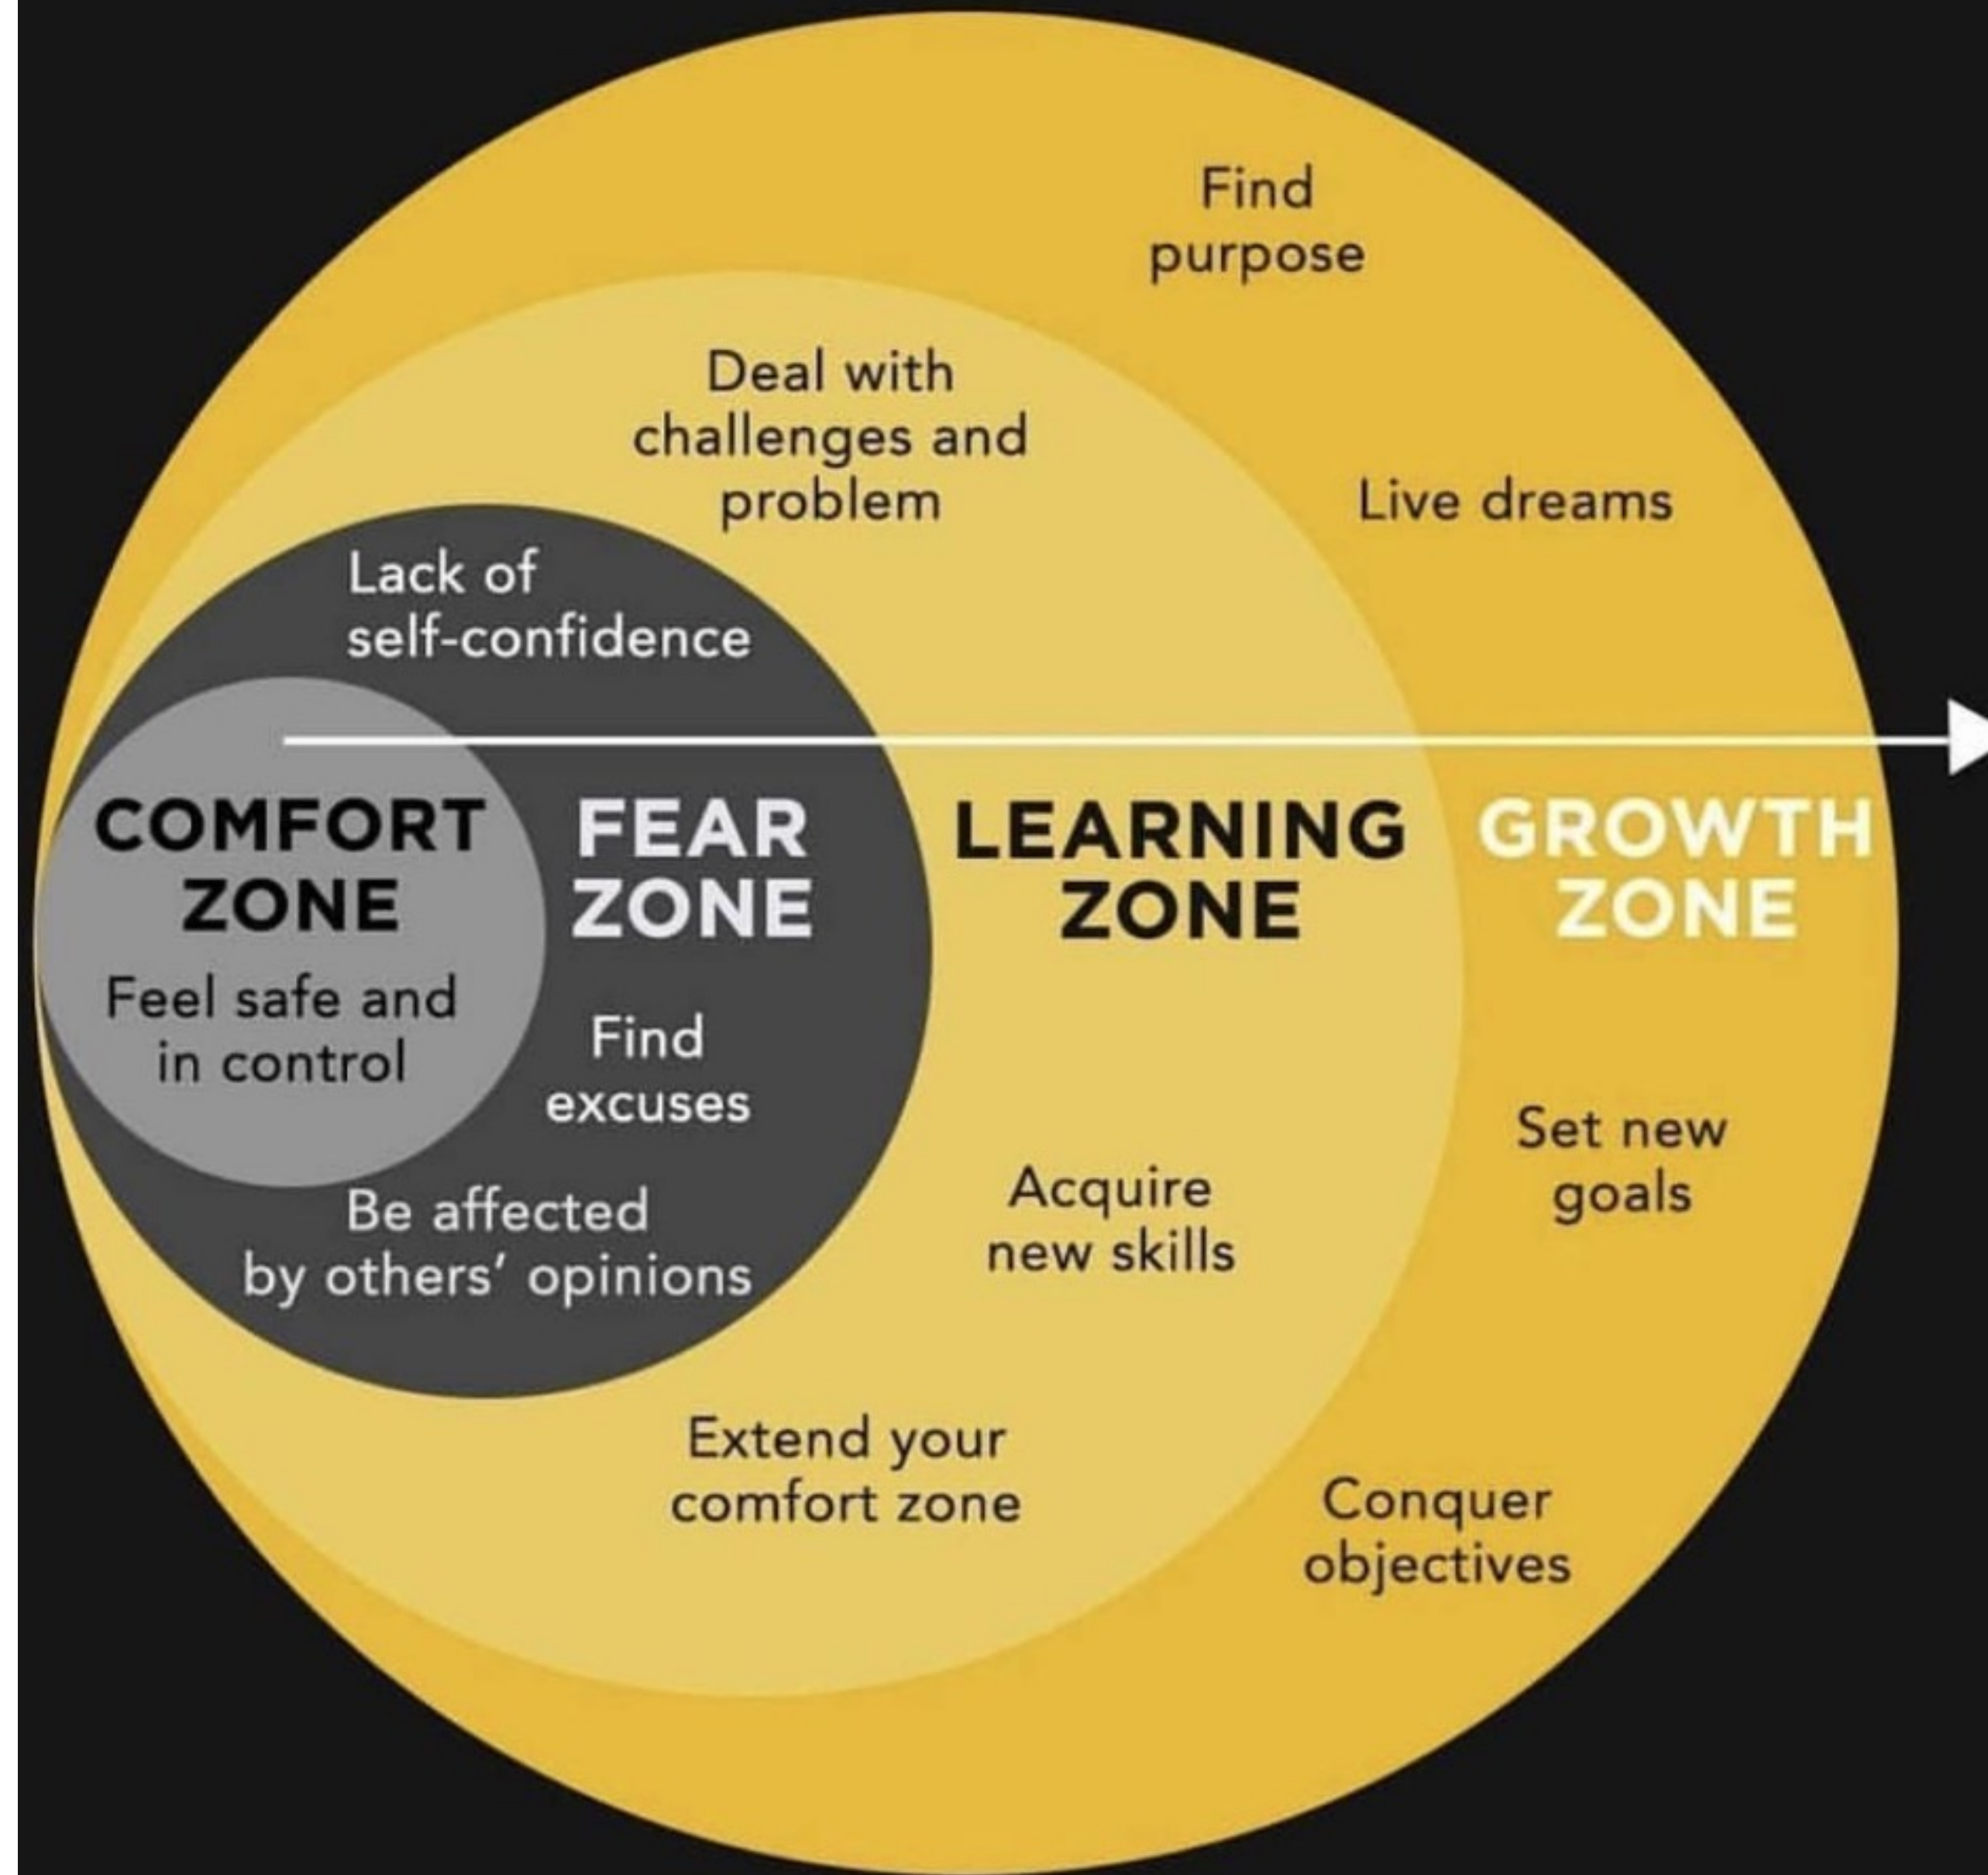 Find
purpose
Deal with
challenges and
problem
Live dreams
Lack of
self-confidence
COMFORT
ZONE
Feel safe and
in control
FEAR
ZONE
Find
excuses
Be affected
by others’ opinions
LEARNING
ZONE
Acquire
new skills
Extend your
comfort zone
GROWTH
ZONE
Set new
goals
Conquer
objectives